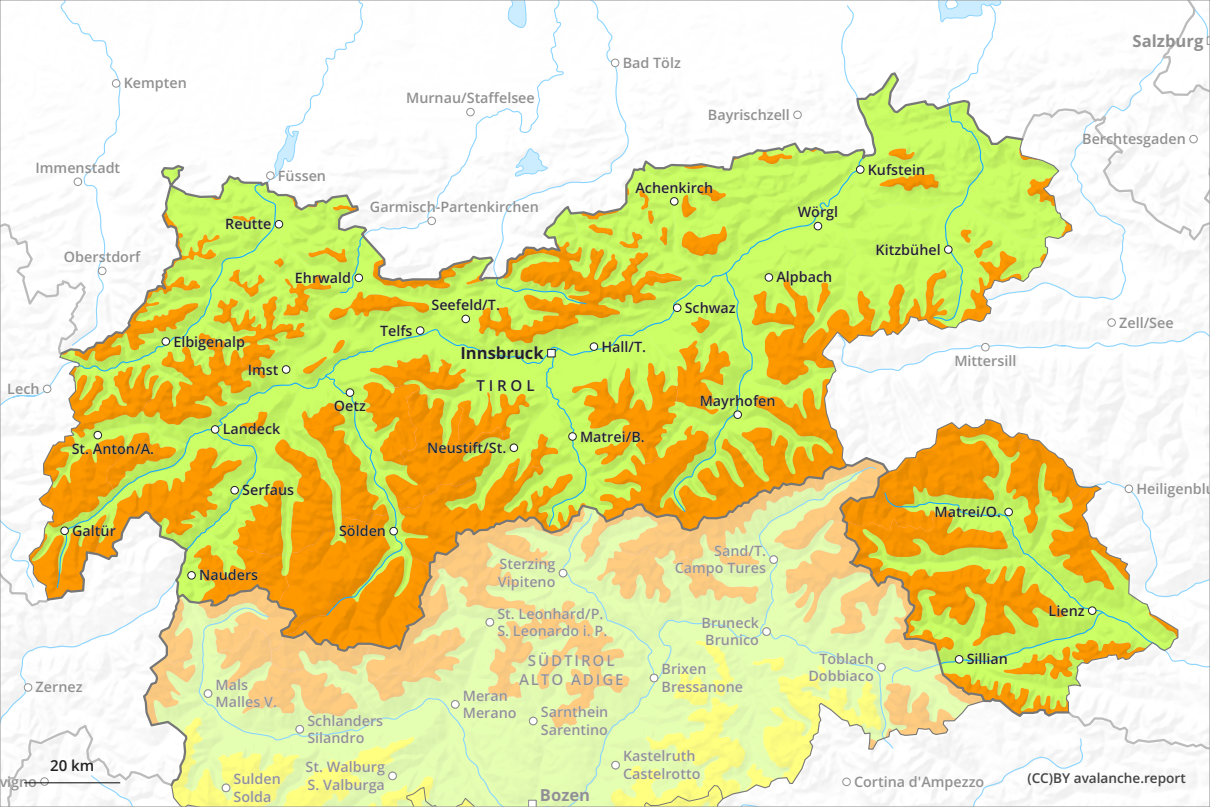 Salzburg
Bad Tölz
Kempten
Murnau/Staffelsee
Bayrischzell
Berchtesgaden
Immenstadt
Füssen
Kufstein
Achenkirch
Garmisch-Partenkirchen
Wörgl
Reutte
Kitzbühel
Oberstdorf
Ehrwald
Alpbach
Seefeld/T.
Schwaz
Zell/See
Telfs
Elbigenalp
Innsbruck
Hall/T.
Mittersill
Imst
TIROL
Lech
Oetz
Mayrhofen
Landeck
Matrei/B.
St. Anton/A.
Neustift/St.
Serfaus
Heiligenblu
Matrei/O.
Galtür
Sölden
Sand/T.
Campo Tures
Sterzing
Vipiteno
Nauders
St. Leonhard/P.
S. Leonardo i. P.
Lienz
Bruneck
Brunico
Sillian
SÜDTIROL
ALTO ADIGE
Toblach
Dobbiaco
Brixen
Bressanone
Zernez
Mals
Malles V.
Meran
Merano
Sarnthein
Sarentino
Schlanders
Silandro
Kastelruth
Castelrotto
20 km
St. Walburg
S. Valburga
vigno
Sulden
Solda
Cortina d'Ampezzo
(CC)BY avalanche.report
Bozen